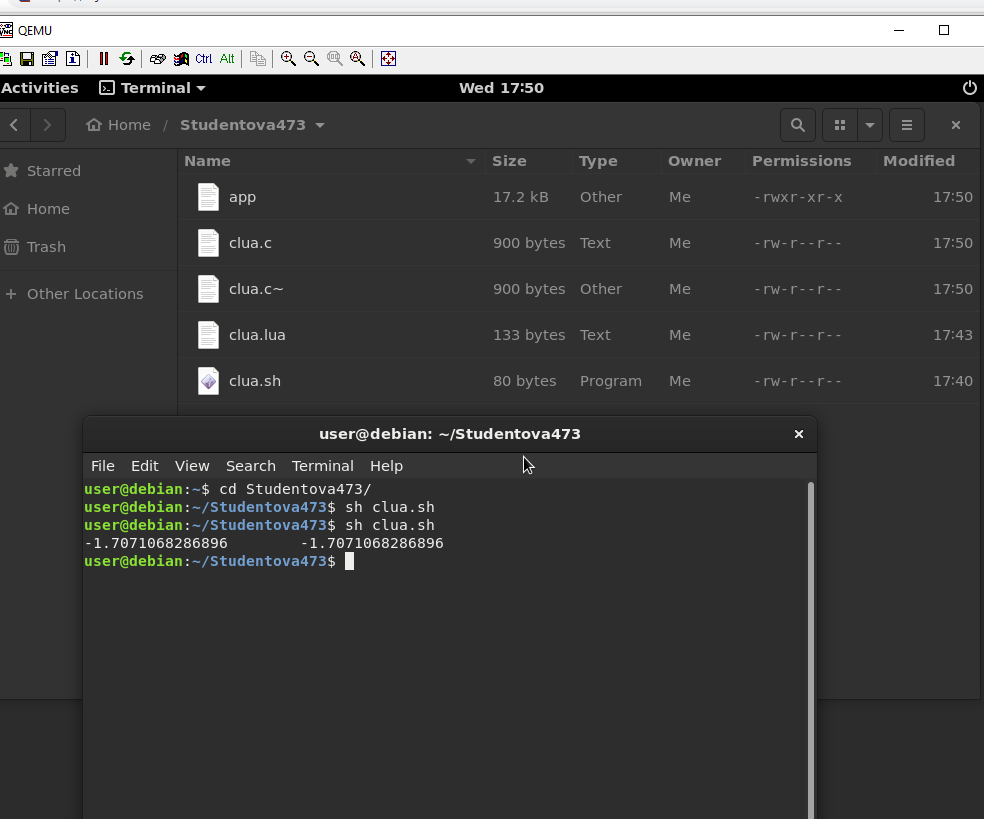 QEMU
Ctrl Alt
Activities Terminal Wed 17:50
Home / Studentova473
Name Size Type Owner Permissions Modified
Starred
app 17.2 kB Other Me -rwxr-xr-x 17:50
Home
clua.c 900 bytes Text Me -rw-r--r-- 17:50
Trash
clua.c~ 900 bytes Other Me -rw-r--r-- 17:50
+ Other Locations
clua.lua 133 bytes Text Me -rw-r--r-- 17:43
clua.sh 80 bytes Program Me -rw-r--r-- 17:40
user@debian: ~/Studentova473
File Edit View Search Terminal Help
user@debian:~$ cd Studentova473/
user@debian:~/Studentova473$ sh clua.sh
user@debian:~/Studentova473$ sh clua.sh
-1.7071068286896 -1.7071068286896
user@debian:~/Studentova473$